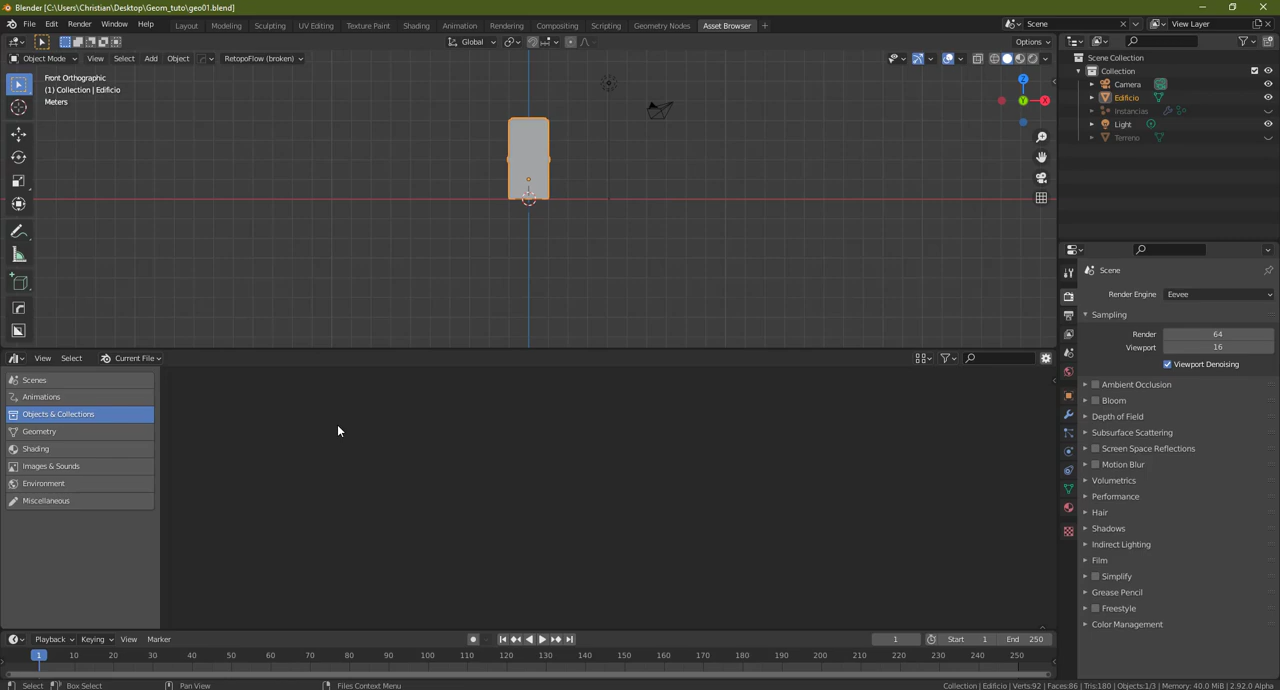 Blender [C:\Users\Christian\Desktop\Geom_tuto\geo01.blend]
File Edit Render Window Help Layout Modeling Sculpting UV Editing Texture Paint Shading Animation Rendering Compositing Scripting Geometry Nodes Asset Browser + Scene View Layer
Global Options
Object Mode View Select Add Object RetopoFlow (broken)
Front Orthographic
(1) Collection | Edificio
Meters
Z
Y
X
Scene Collection
Collection
Camera
Edificio
Instancias
Light
Terreno
Scene
Render Engine Eevee
Sampling
Render 64
Viewport 16
Viewport Denoising
Ambient Occlusion
Bloom
Depth of Field
Subsurface Scattering
Screen Space Reflections
Motion Blur
Volumetrics
Performance
Hair
Shadows
Indirect Lighting
Film
Simplify
Grease Pencil
Freestyle
Color Management
View Select Current File
Scenes
Animations
Objects & Collections
Geometry
Shading
Images & Sounds
Environment
Miscellaneous
Playback Keying View Marker 1 Start 1 End 250
1 10 20 30 40 50 60 70 80 90 100 110 120 130 140 150 160 170 180 190 200 210 220 230 240 250
Select Box Select Pan View Files Context Menu Collection | Edificio | Verts:92 | Faces:86 | Tris:180 | Objects:1/3 | Memory: 40.0 MiB | 2.92.0 Alpha